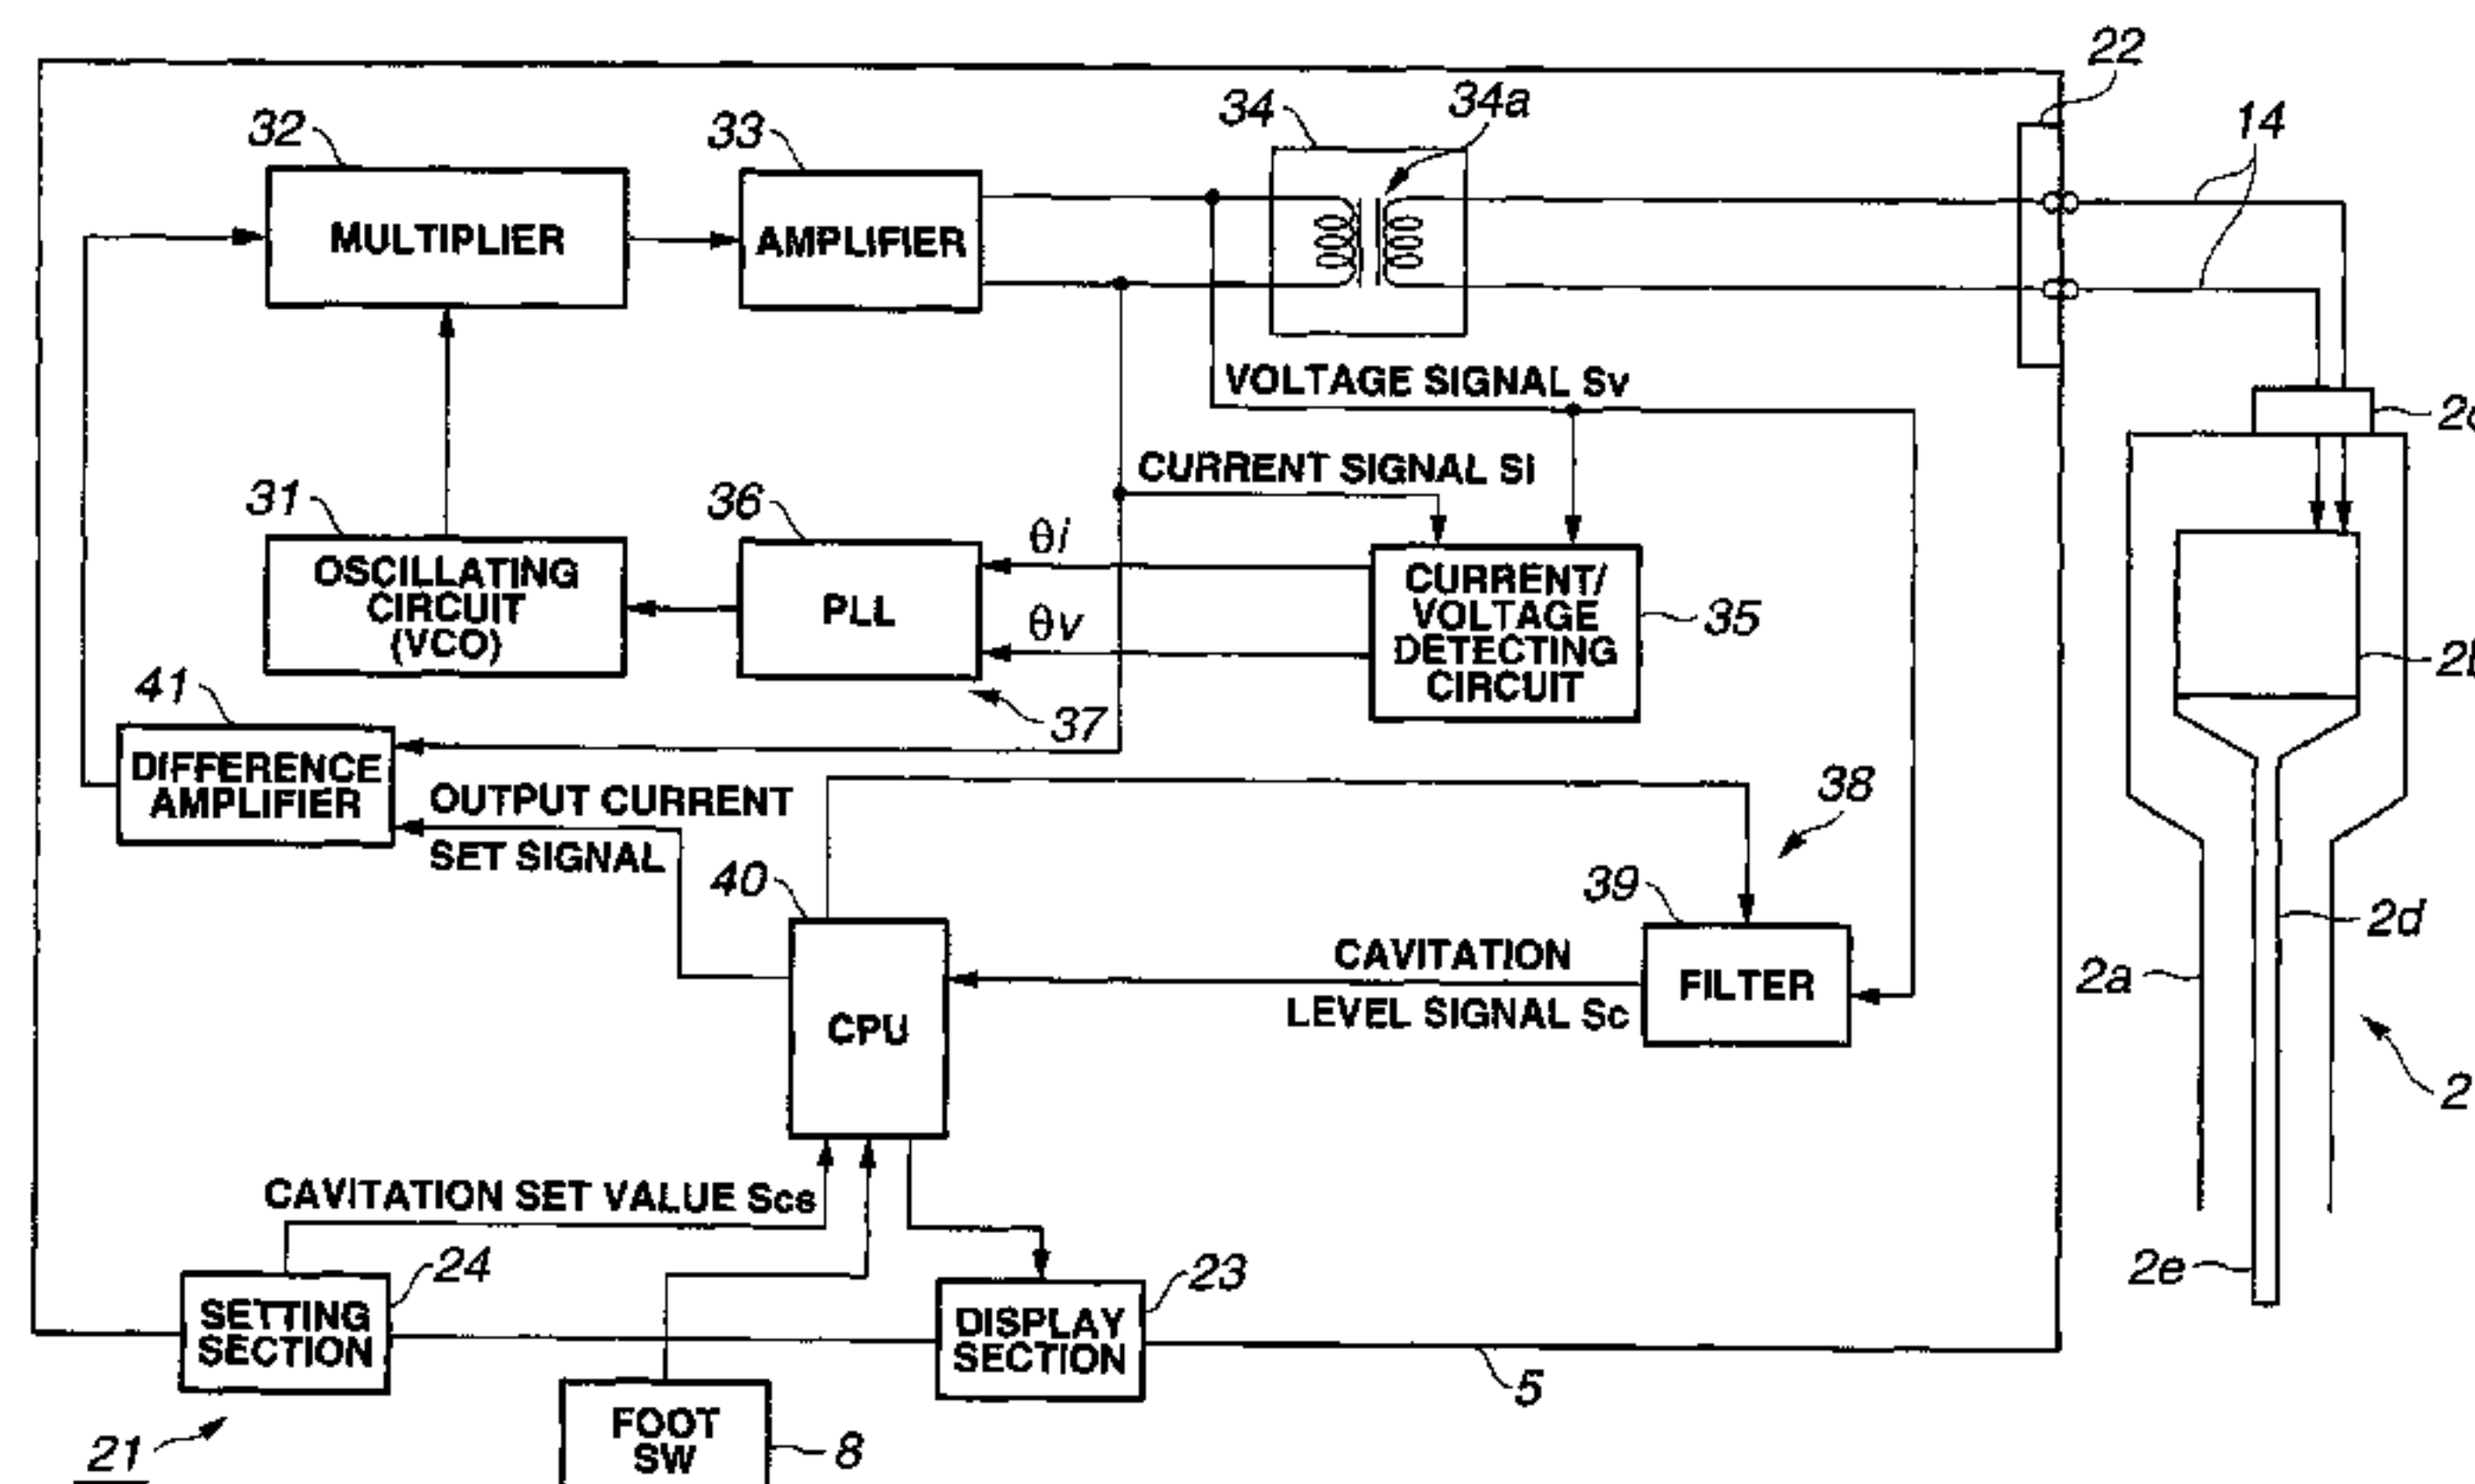 22
32
33
34
34a
14
MULTIPLIER
AMPLIFIER
VOLTAGE SIGNAL Sv
CURRENT SIGNAL Si
31
36
θi
OSCILLATING
CIRCUIT
(VCO)
PLL
θv
CURRENT/
VOLTAGE
DETECTING
CIRCUIT
35
41
37
DIFFERENCE
AMPLIFIER
OUTPUT CURRENT
SET SIGNAL
38
40
39
2d
CAVITATION
LEVEL SIGNAL Sc
FILTER
2a
CPU
2
CAVITATION SET VALUE Scs
24
23
2e
SETTING
SECTION
DISPLAY
SECTION
5
21
FOOT
SW
8